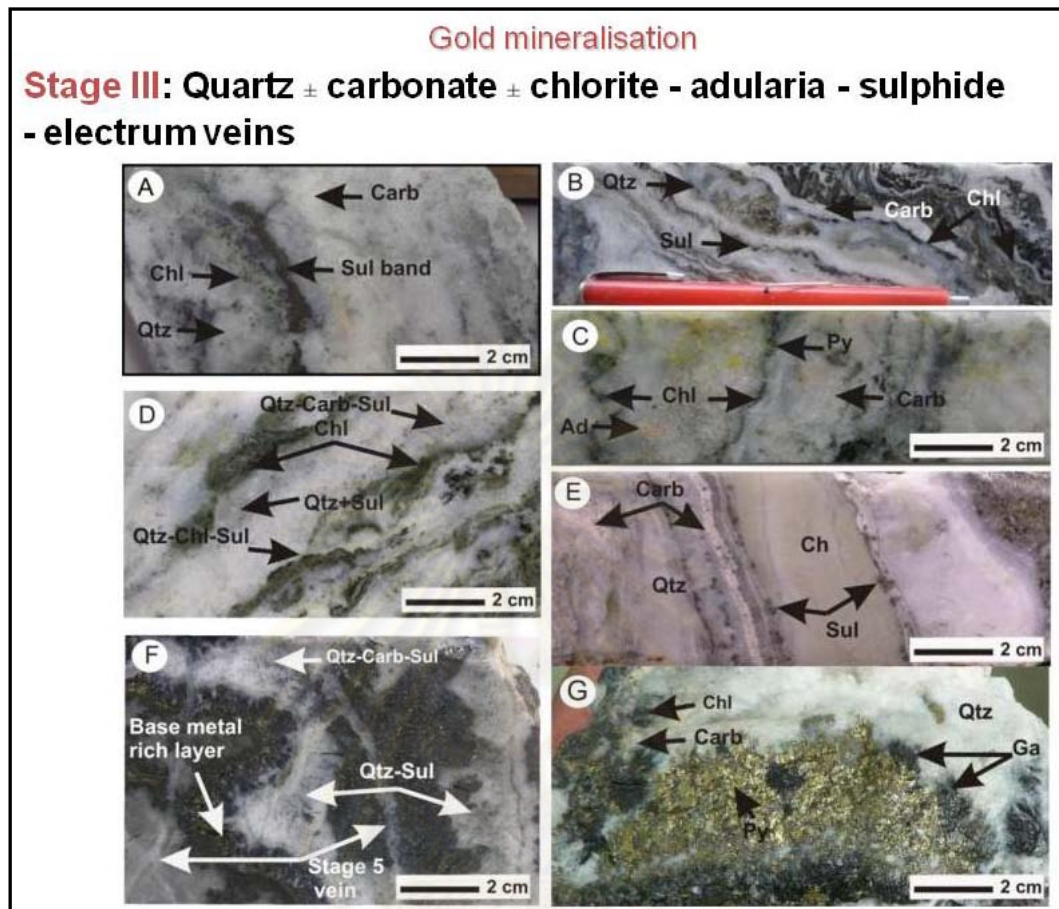 Gold mineralisation
Stage III: Quartz ± carbonate ± chlorite - adularia - sulphide
- electrum veins
A
Carb
Chl
Sul band
Qtz
2 cm
B
Qtz
Carb
Chl
Sul
C
Py
Chl
Carb
Ad
2 cm
D
Qtz-Carb-Sul
Chl
Qtz+Sul
Qtz-Chl-Sul
2 cm
E
Carb
Ch
Qtz
Sul
2 cm
F
Qtz-Carb-Sul
Base metal
rich layer
Qtz-Sul
Stage 5
vein
2 cm
G
Chl
Qtz
Carb
Ga
Py
2 cm